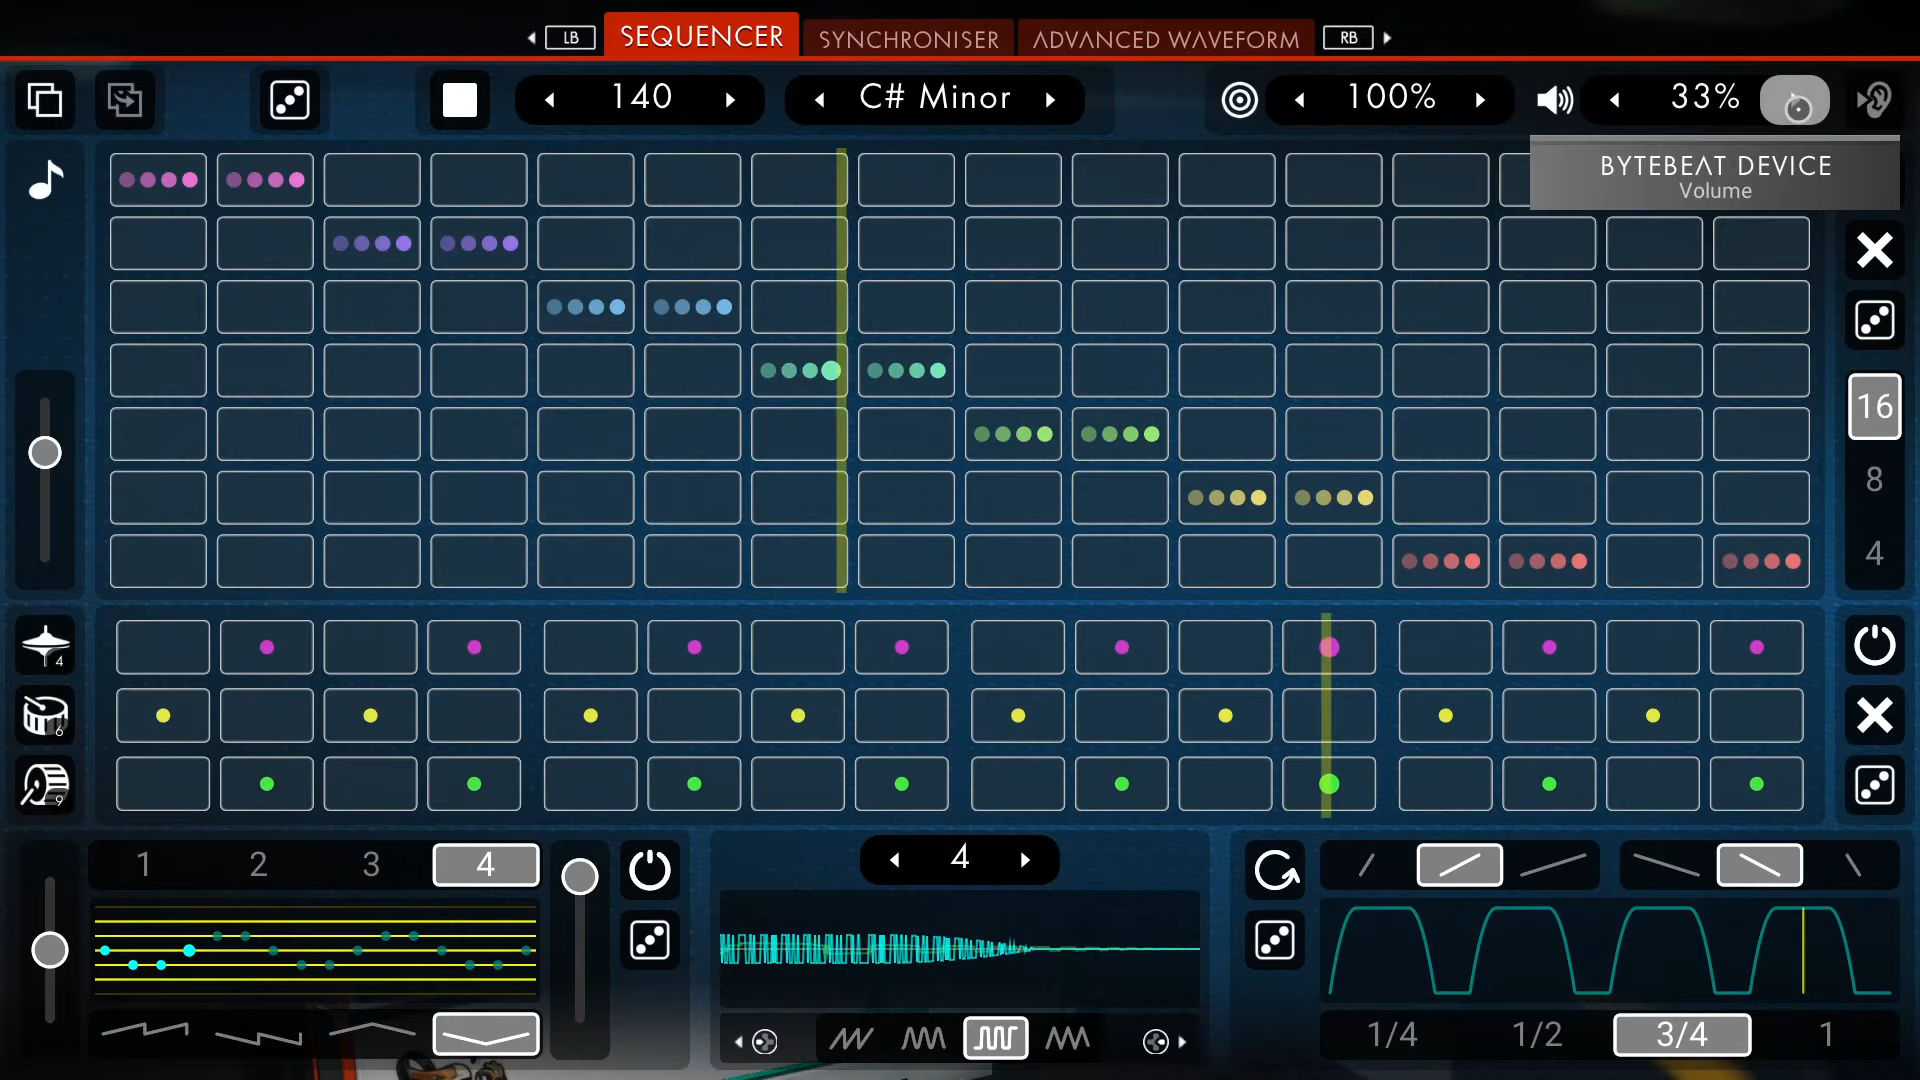 LB SEQUENCER SYNCHRONISER ADVANCED WAVEFORM RB
140 C# Minor 100% 33%
BYTEBEAT DEVICE
Volume
16
8
4
4
6
9
1 2 3 4
4
1/4 1/2 3/4 1